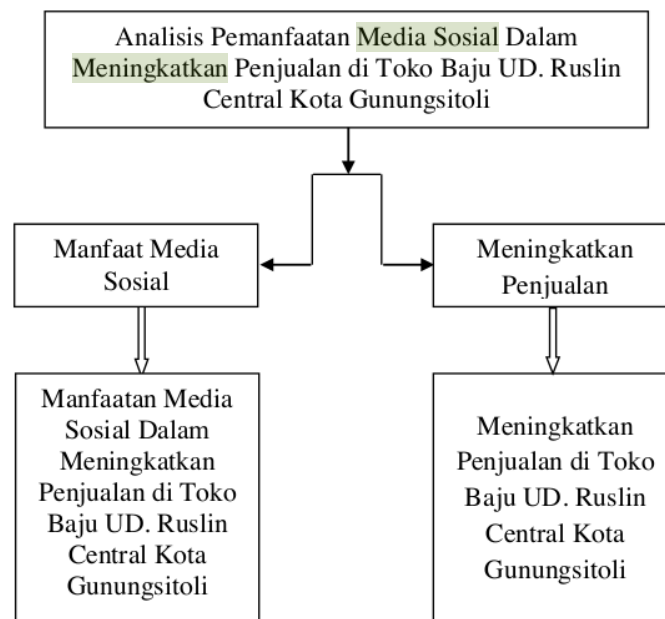 Analisis Pemanfaatan Media Sosial Dalam
Meningkatkan Penjualan di Toko Baju UD. Ruslin
Central Kota Gunungsitoli
Manfaat Media
Sosial
Meningkatkan
Penjualan
Manfaatan Media
Sosial Dalam
Meningkatkan
Penjualan di Toko
Baju UD. Ruslin
Central Kota
Gunungsitoli
Meningkatkan
Penjualan di Toko
Baju UD. Ruslin
Central Kota
Gunungsitoli